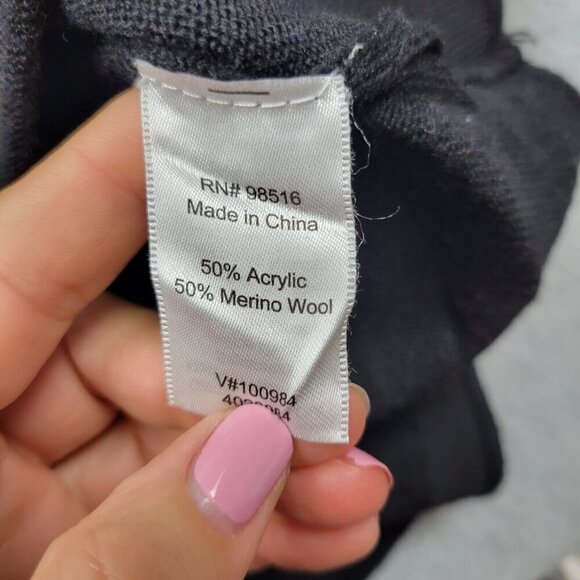 RN# 98516
Made in China
50% Acrylic
50% Merino Wool
V#100984